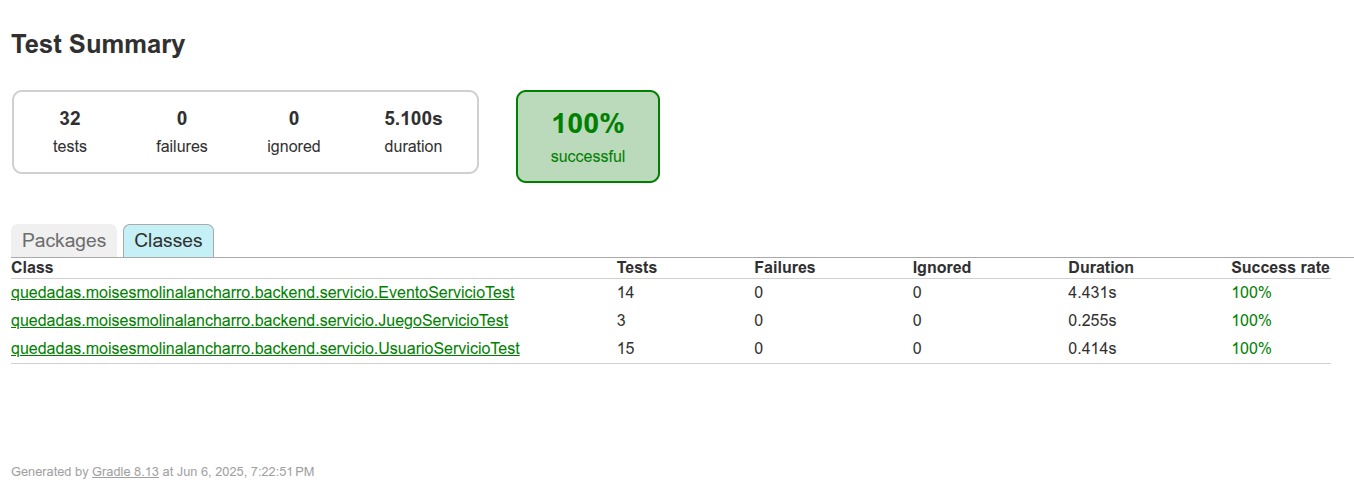 Test Summary
32 0 0 5.100s
tests failures ignored duration
100%
successful
Packages Classes
Class Tests Failures Ignored Duration Success rate
quedadas.moisesmolinalancharro.backend.servicio.EventoServicioTest 14 0 0 4.431s 100%
quedadas.moisesmolinalancharro.backend.servicio.JuegoServicioTest 3 0 0 0.255s 100%
quedadas.moisesmolinalancharro.backend.servicio.UsuarioServicioTest 15 0 0 0.414s 100%
Generated by Gradle 8.13 at Jun 6, 2025, 7:22:51 PM